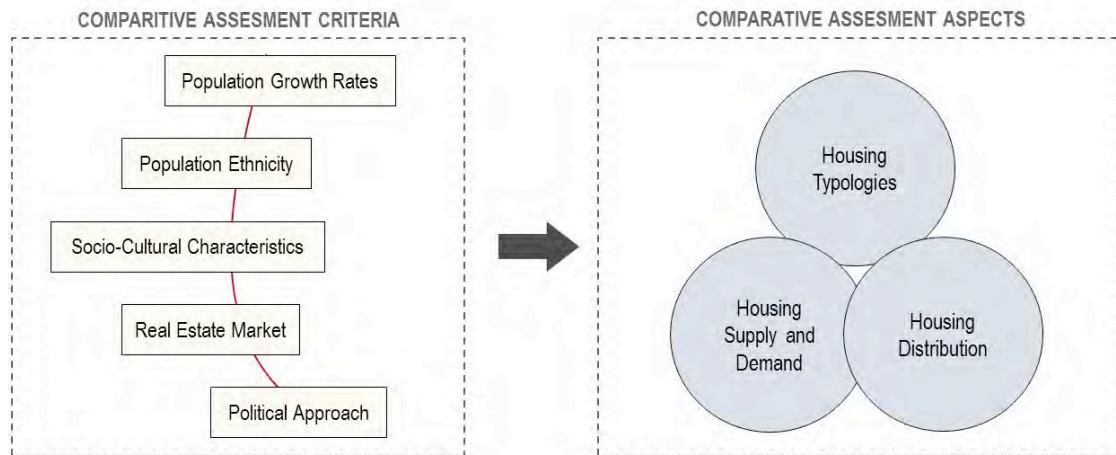 COMPARITIVE ASSESMENT CRITERIA
Population Growth Rates
Population Ethnicity
Socio-Cultural Characteristics
Real Estate Market
Political Approach
COMPARATIVE ASSESMENT ASPECTS
Housing
Typologies
Housing
Supply and
Demand
Housing
Distribution